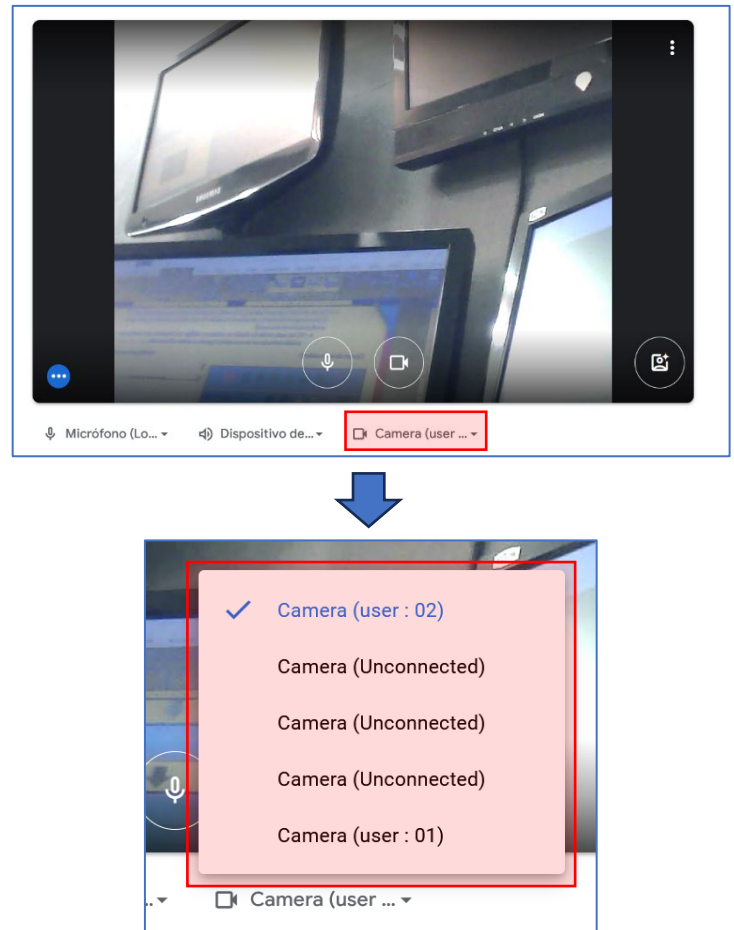 Micrófono (Lo...
Dispositivo de...
Camera (user ...
Camera (user : 02)
Camera (Unconnected)
Camera (Unconnected)
Camera (Unconnected)
Camera (user : 01)
..
Camera (user ...